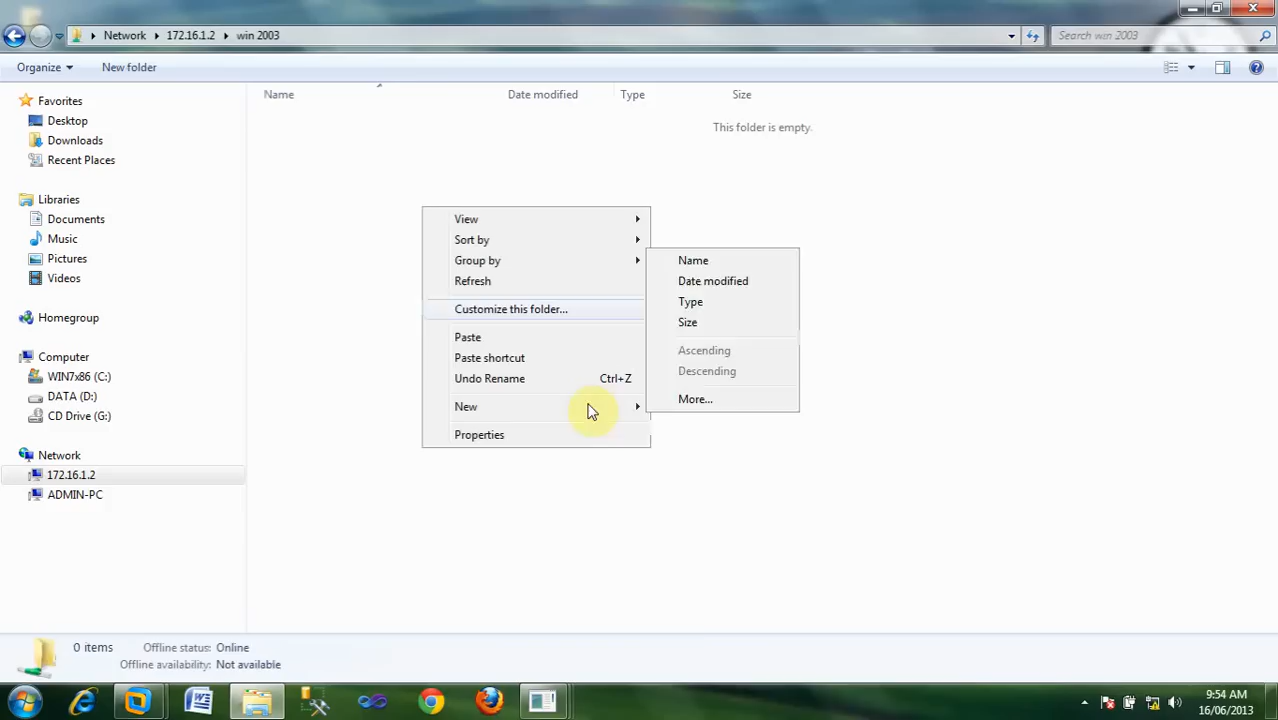 Network 172.16.1.2 win 2003
Search win 2003
Organize
New folder
Name
Date modified
Type
Size
This folder is empty.
Favorites
Desktop
Downloads
Recent Places
Libraries
Documents
Music
Pictures
Videos
Homegroup
Computer
WIN7x86 (C:)
DATA (D:)
CD Drive (G:)
Network
172.16.1.2
ADMIN-PC
View
Sort by
Group by
Refresh
Customize this folder...
Paste
Paste shortcut
Undo Rename Ctrl+Z
New
Properties
Name
Date modified
Type
Size
Ascending
Descending
More...
0 items
Offline status: Online
Offline availability: Not available
9:54 AM
16/06/2013